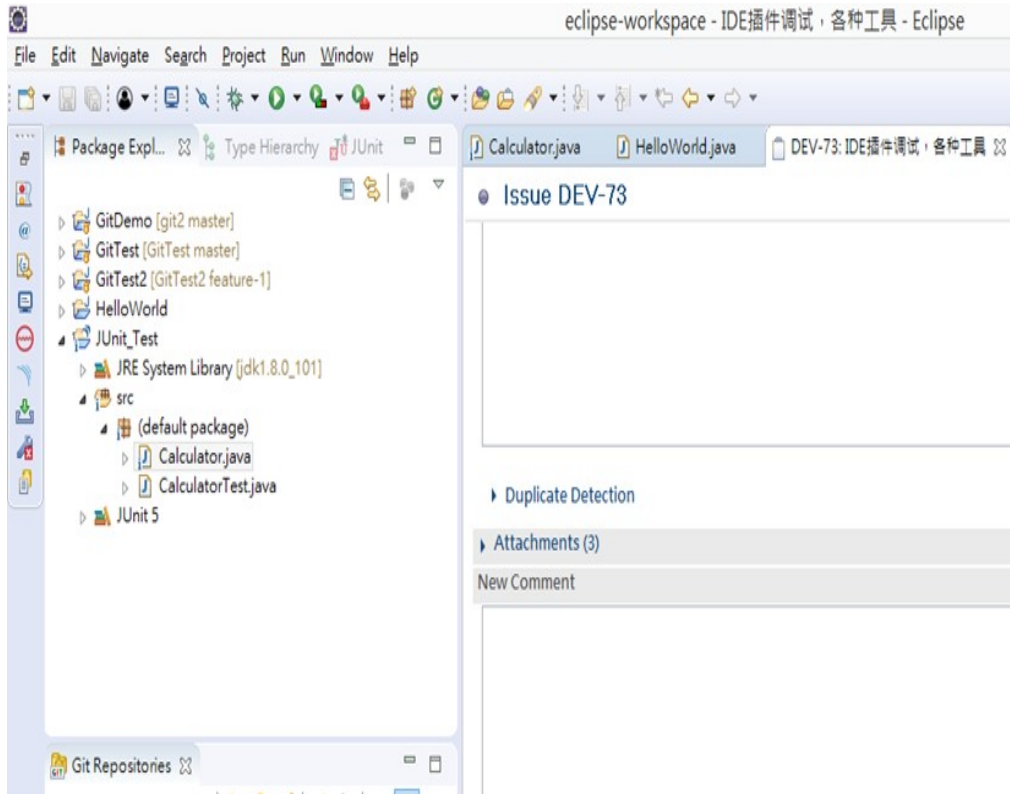 eclipse-workspace - IDE插件调试，各种工具 - Eclipse
File Edit Navigate Search Project Run Window Help
Package Expl... Type Hierarchy JUnit
Calculator.java HelloWorld.java DEV-73: IDE插件调试，各种工具
Issue DEV-73
GitDemo [git2 master]
GitTest [GitTest master]
GitTest2 [GitTest2 feature-1]
HelloWorld
JUnit_Test
JRE System Library [jdk1.8.0_101]
src
(default package)
Calculator.java
CalculatorTest.java
JUnit 5
Duplicate Detection
Attachments (3)
New Comment
Git Repositories